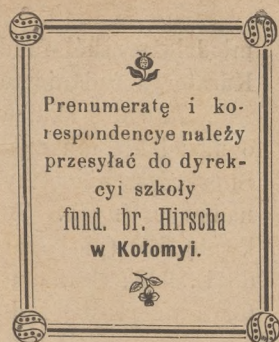 Prenumeratę i ko-
respondencye należy
przesyłać do dyrek-
cyi szkoły
fund. br. Hirscha
w Kołomyi.